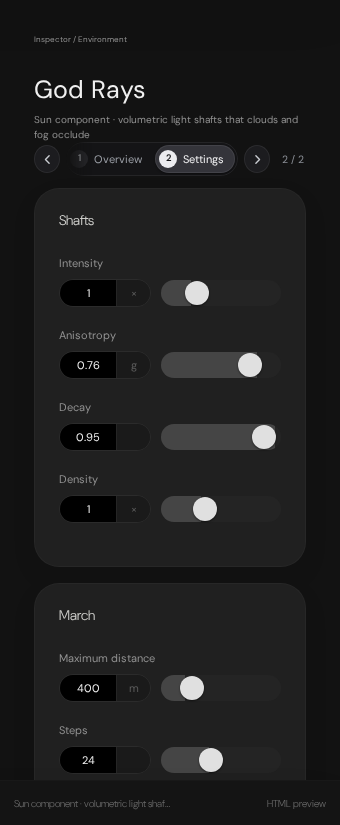 Inspector / Environment
God Rays
Sun component · volumetric light shafts that clouds and
fog occlude
1 Overview
2 Settings
2 / 2
Shafts
Intensity
1 ×
Anisotropy
0.76 g
Decay
0.95
Density
1 ×
March
Maximum distance
400 m
Steps
24
Sun component · volumetric light shaf...
HTML preview